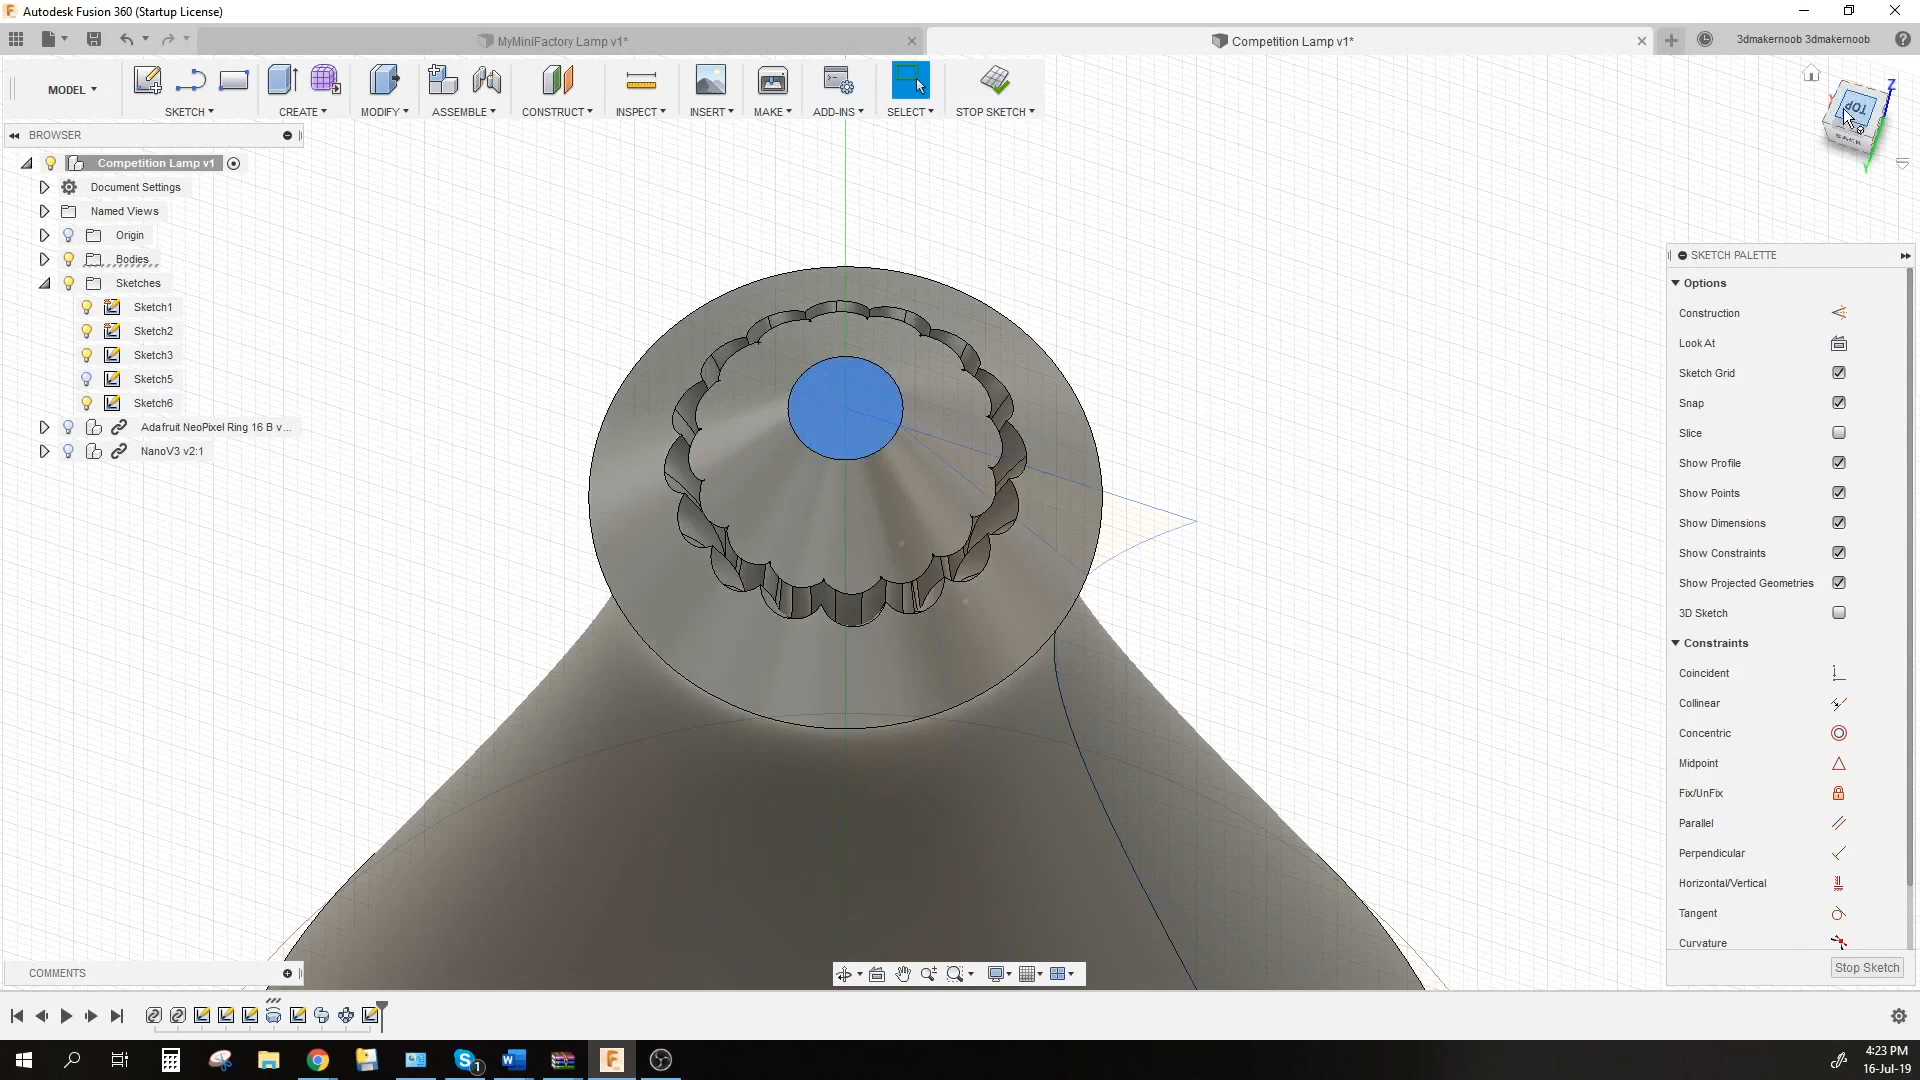 Autodesk Fusion 360 (Startup License)
MyMiniFactory Lamp v1*
Competition Lamp v1*
3dmakernoob 3dmakernoob
MODEL
SKETCH
CREATE
MODIFY
ASSEMBLE
CONSTRUCT
INSPECT
INSERT
MAKE
ADD-INS
SELECT
STOP SKETCH
TOP
BACK
Z
Y
BROWSER
Competition Lamp v1
Document Settings
Named Views
Origin
Bodies
Sketches
Sketch1
Sketch2
Sketch3
Sketch5
Sketch6
Adafruit NeoPixel Ring 16 B v...
NanoV3 v2:1
SKETCH PALETTE
Options
Construction
Look At
Sketch Grid
Snap
Slice
Show Profile
Show Points
Show Dimensions
Show Constraints
Show Projected Geometries
3D Sketch
Constraints
Coincident
Collinear
Concentric
Midpoint
Fix/UnFix
Parallel
Perpendicular
Horizontal/Vertical
Tangent
Curvature
Stop Sketch
COMMENTS
4:23 PM
16-Jul-19